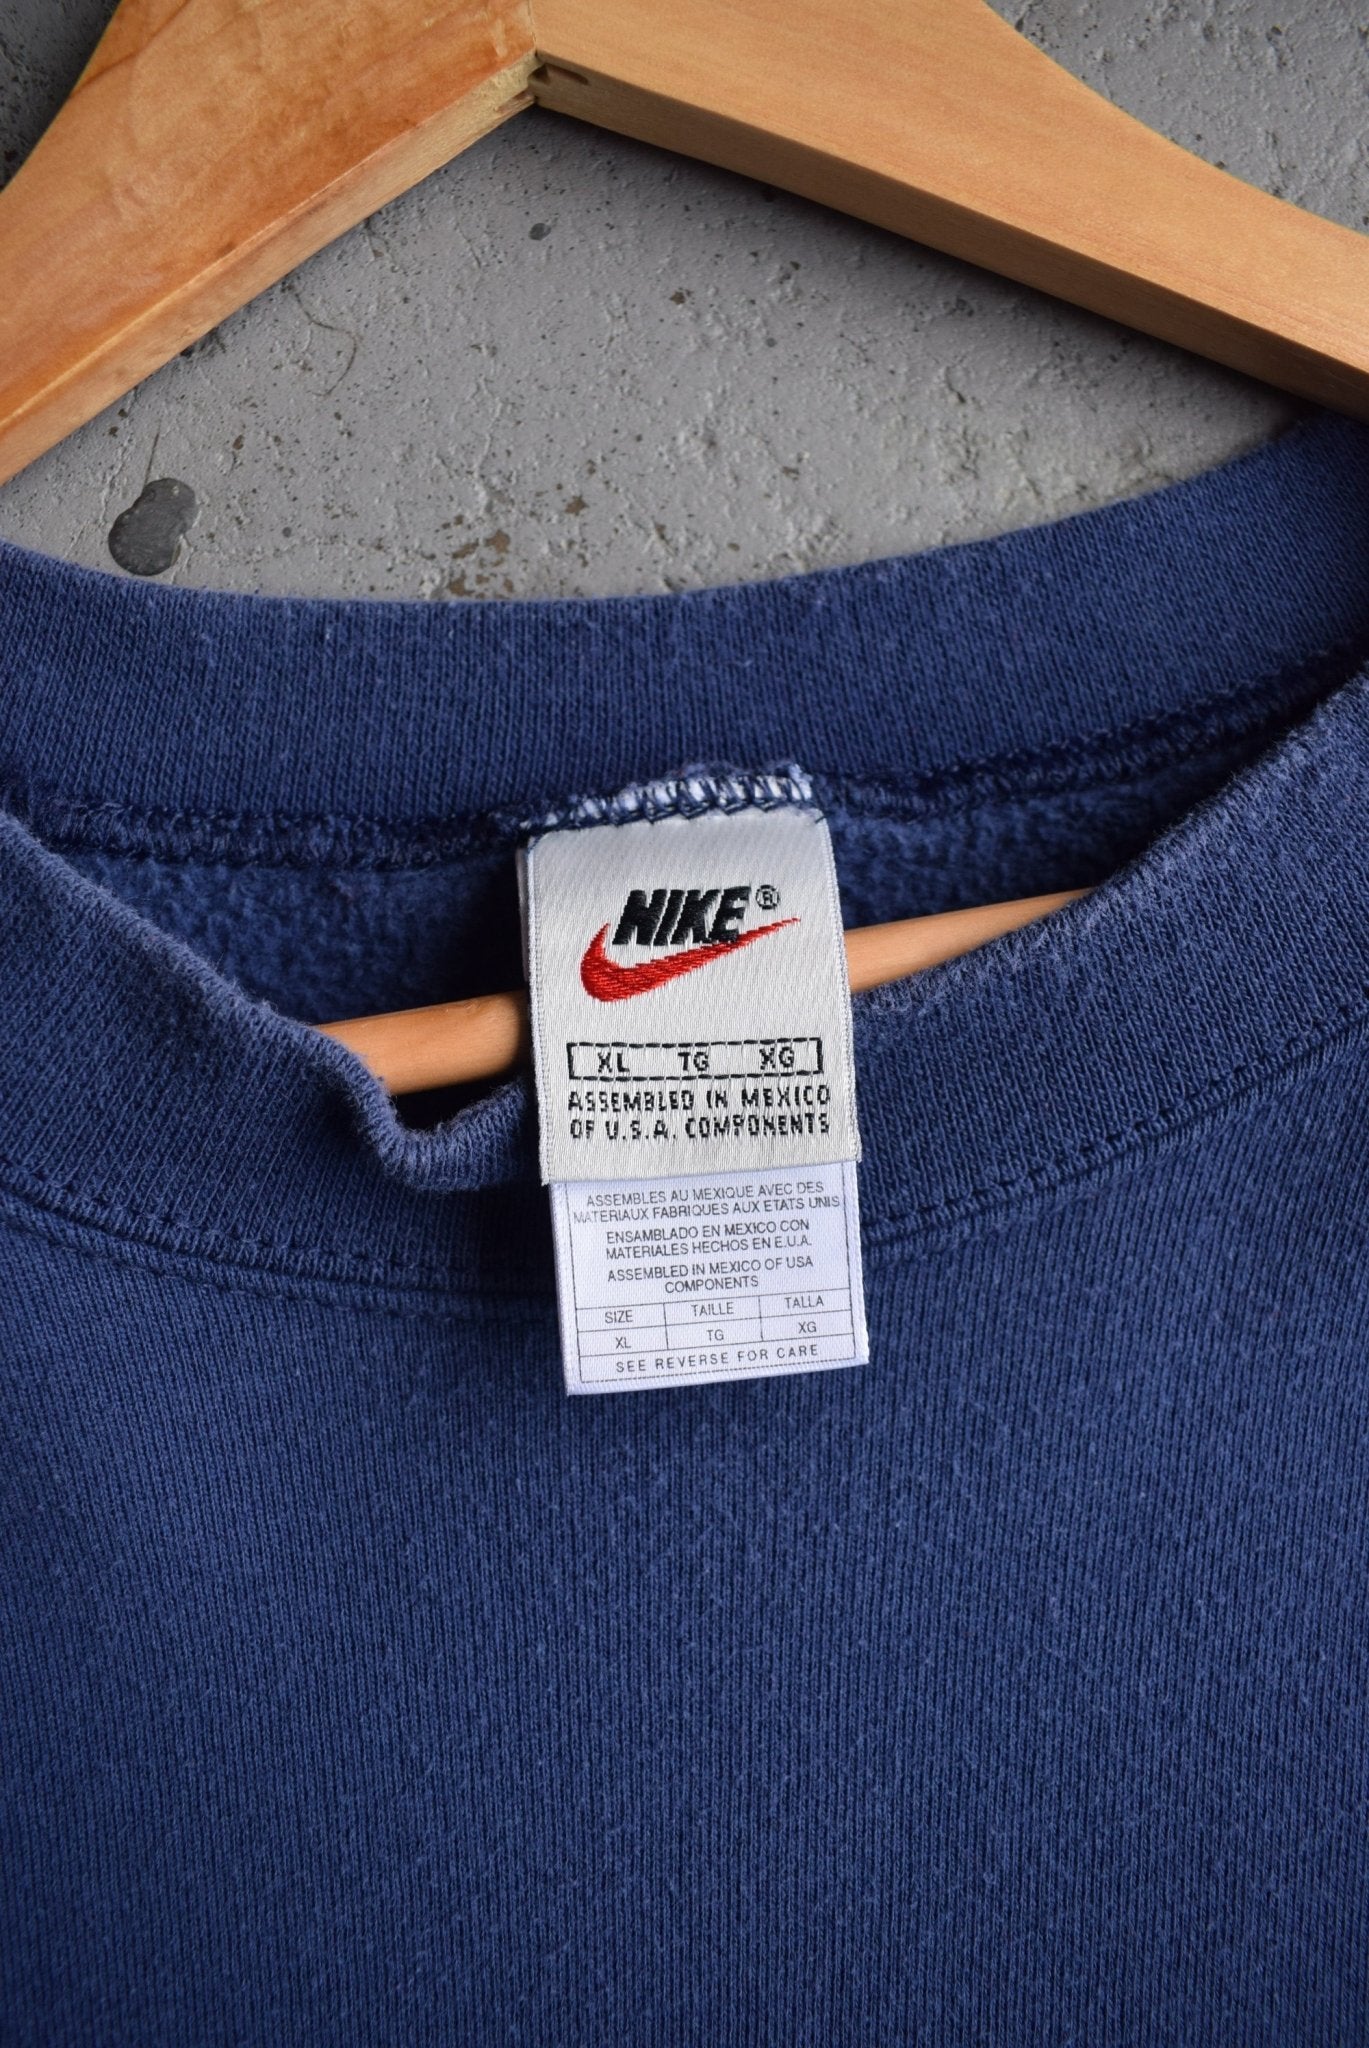 NIKE®
XL TG XG
ASSEMBLED IN MEXICO
OF U.S.A. COMPONENTS
ASSEMBLES AU MEXIQUE AVEC DES
MATERIAUX FABRIQUES AUX ETATS UNIS
ENSAMBLADO EN MEXICO CON
MATERIALES HECHOS EN E.U.A.
ASSEMBLED IN MEXICO OF USA
COMPONENTS
SIZE TAILLE TALLA
XL TG XG
SEE REVERSE FOR CARE